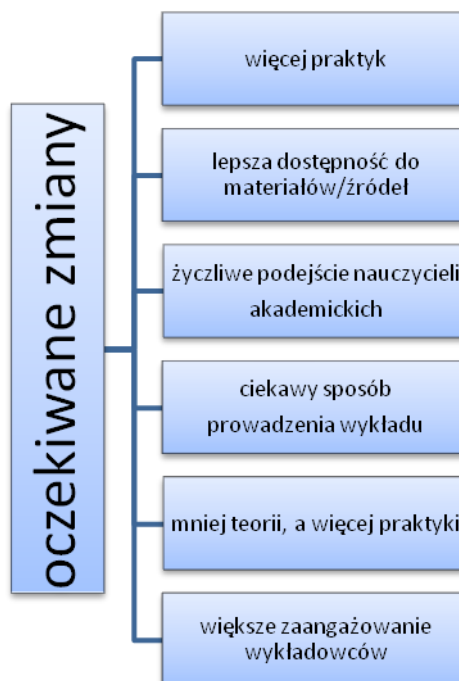 oczekiwane zmiany
więcej praktyk
lepsza dostępność do
materiałów/źródeł
życzliwe podejście nauczycieli
akademickich
ciekawy sposób
prowadzenia wykładu
mniej teorii, a więcej praktyki
większe zaangażowanie
wykładowców